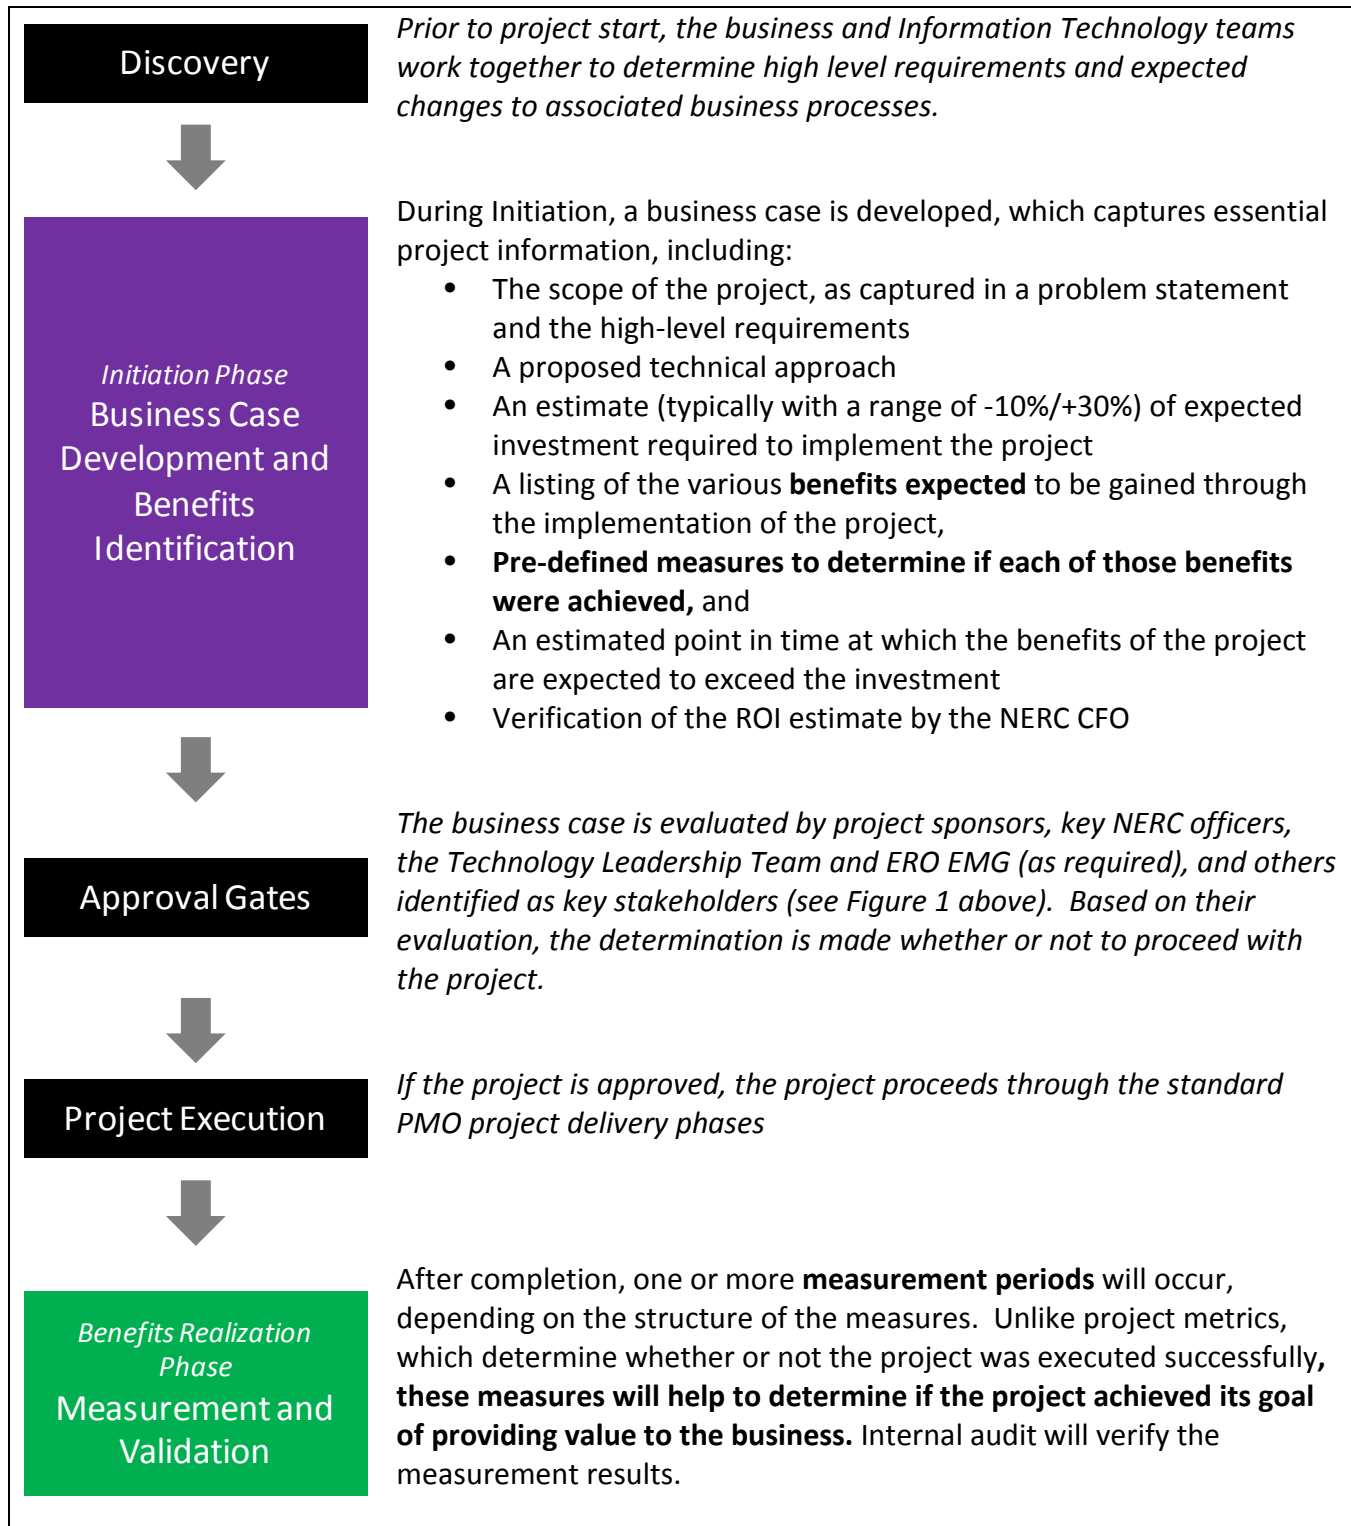 Discovery
Prior to project start, the business and Information Technology teams
work together to determine high level requirements and expected
changes to associated business processes.
Initiation Phase
Business Case
Development and
Benefits
Identification
During Initiation, a business case is developed, which captures essential
project information, including:
• The scope of the project, as captured in a problem statement
and the high-level requirements
• A proposed technical approach
• An estimate (typically with a range of -10%/+30%) of expected
investment required to implement the project
• A listing of the various benefits expected to be gained through
the implementation of the project,
• Pre-defined measures to determine if each of those benefits
were achieved, and
• An estimated point in time at which the benefits of the project
are expected to exceed the investment
• Verification of the ROI estimate by the NERC CFO
Approval Gates
The business case is evaluated by project sponsors, key NERC officers,
the Technology Leadership Team and ERO EMG (as required), and others
identified as key stakeholders (see Figure 1 above).  Based on their
evaluation, the determination is made whether or not to proceed with
the project.
Project Execution
If the project is approved, the project proceeds through the standard
PMO project delivery phases
Benefits Realization
Phase
Measurement and
Validation
After completion, one or more measurement periods will occur,
depending on the structure of the measures.  Unlike project metrics,
which determine whether or not the project was executed successfully,
these measures will help to determine if the project achieved its goal
of providing value to the business. Internal audit will verify the
measurement results.